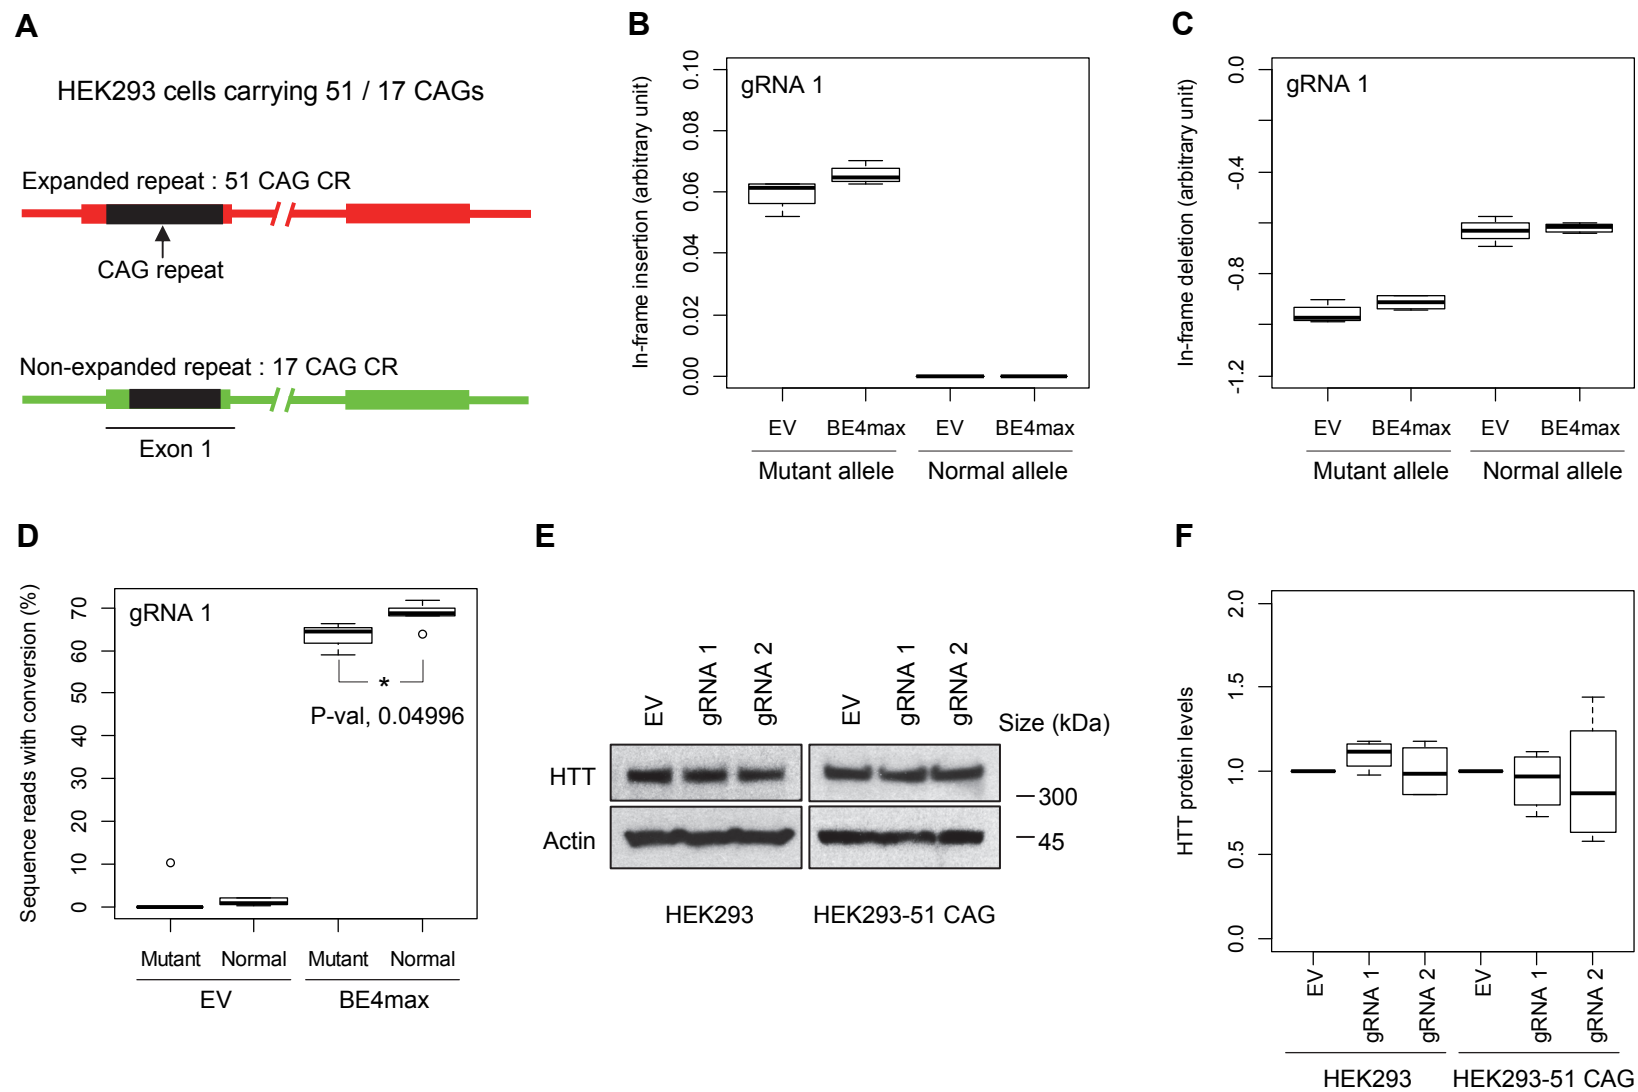 A
HEK293 cells carrying 51 / 17 CAGs
Expanded repeat : 51 CAG CR
CAG repeat
Non-expanded repeat : 17 CAG CR
Exon 1
B
In-frame insertion (arbitrary unit)
0.10
0.08
0.06
0.04
0.02
0.00
gRNA 1
EV BE4max EV BE4max
Mutant allele Normal allele
C
In-frame deletion (arbitrary unit)
0.0
-0.4
-0.8
-1.2
gRNA 1
EV BE4max EV BE4max
Mutant allele Normal allele
D
Sequence reads with conversion (%)
70
60
50
40
30
20
10
0
gRNA 1
*
P-val, 0.04996
Mutant Normal Mutant Normal
EV BE4max
E
EV gRNA 1 gRNA 2 EV gRNA 1 gRNA 2
Size (kDa)
HTT
300
Actin
45
HEK293 HEK293-51 CAG
F
HTT protein levels
2.0
1.5
1.0
0.5
0.0
EV gRNA 1 gRNA 2 EV gRNA 1 gRNA 2
HEK293 HEK293-51 CAG